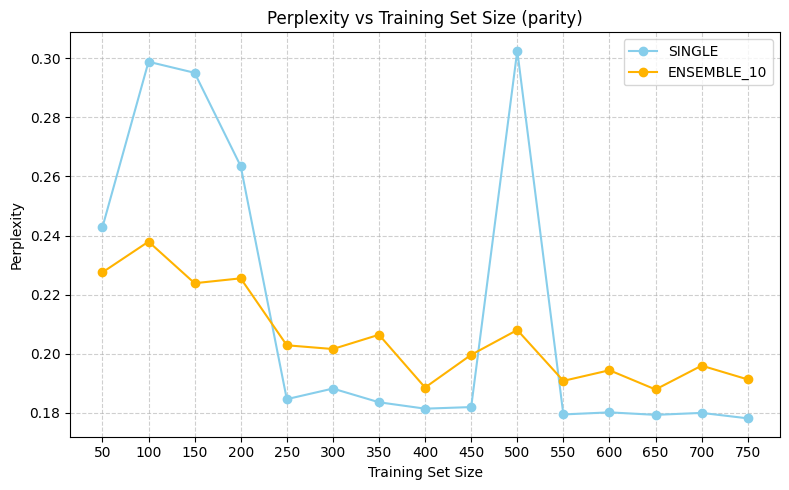 Perplexity vs Training Set Size (parity)
SINGLE
ENSEMBLE_10
Perplexity
0.30
0.28
0.26
0.24
0.22
0.20
0.18
50 100 150 200 250 300 350 400 450 500 550 600 650 700 750
Training Set Size